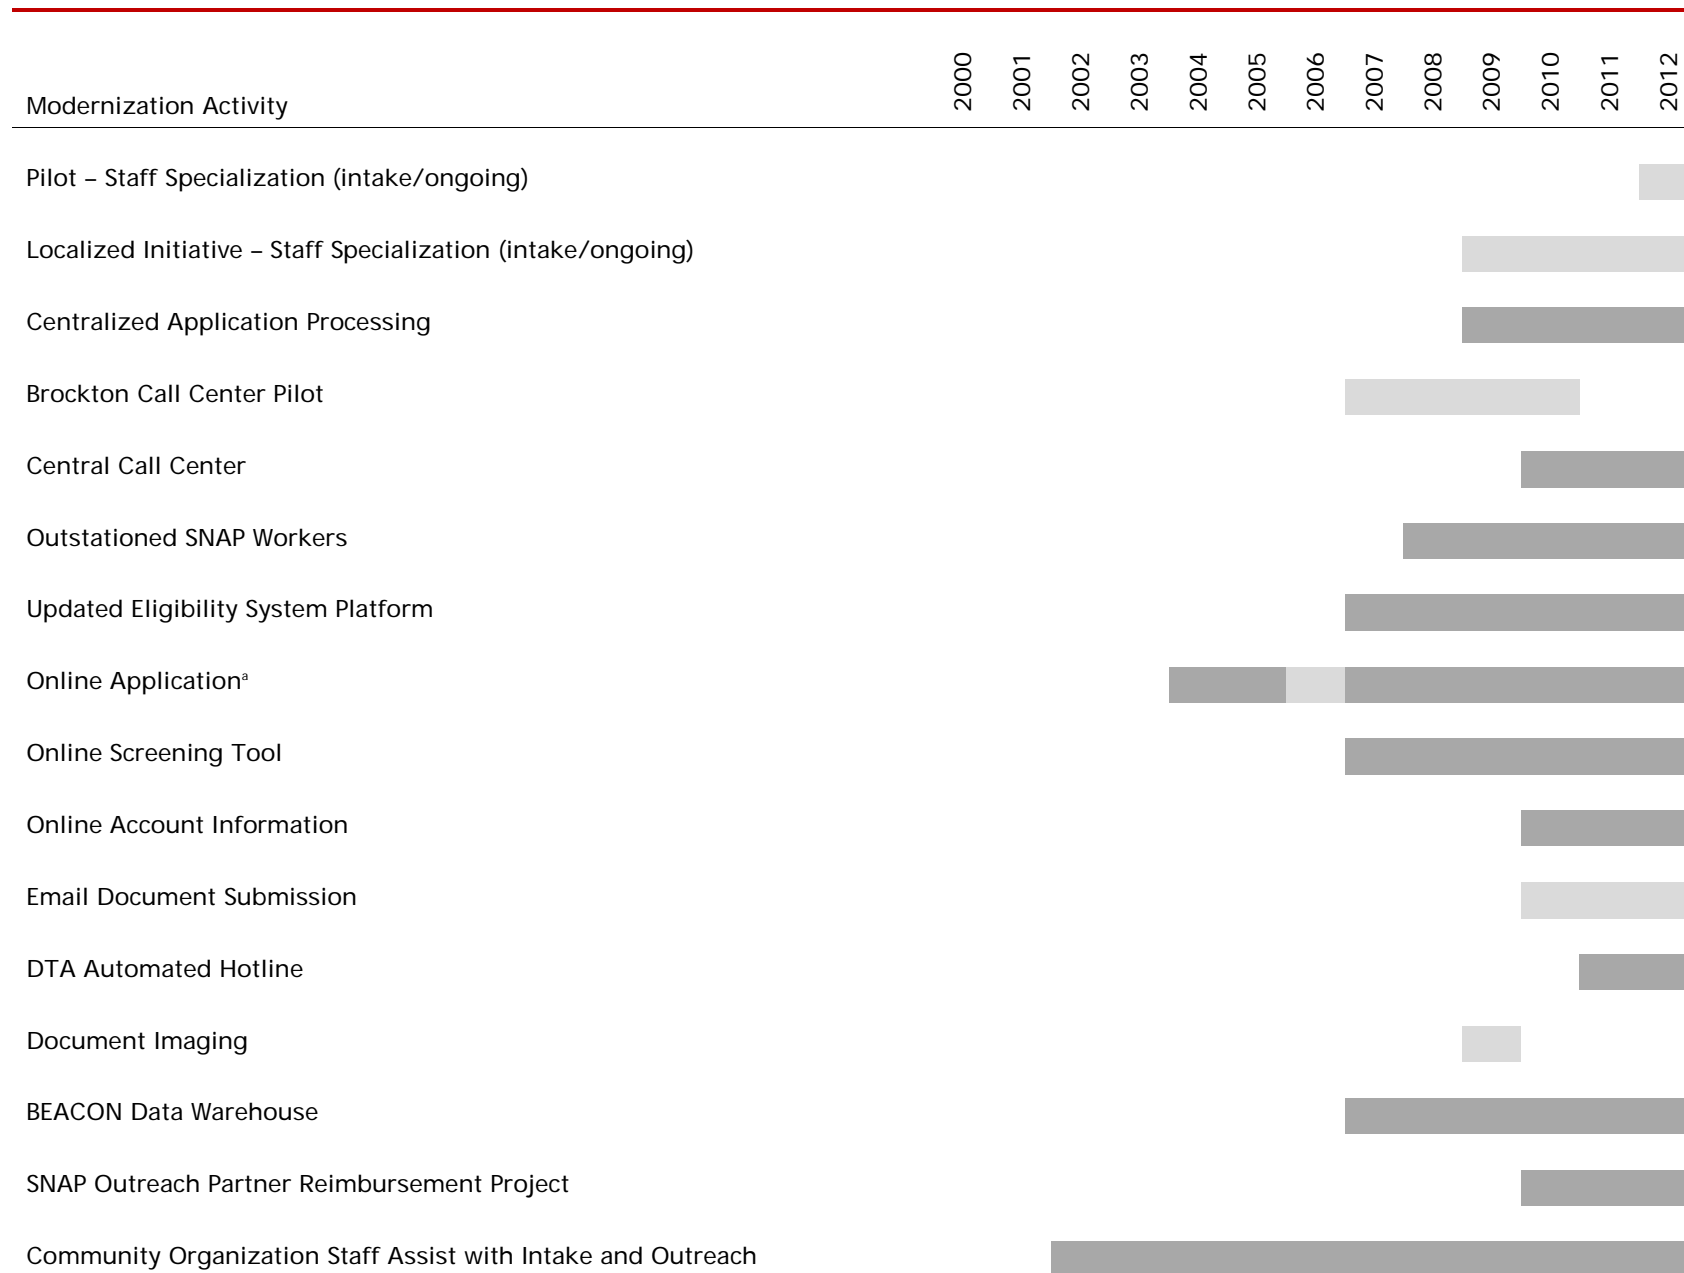 Modernization Activity 2000 2001 2002 2003 2004 2005 2006 2007 2008 2009 2010 2011 2012
Pilot – Staff Specialization (intake/ongoing)
Localized Initiative – Staff Specialization (intake/ongoing)
Centralized Application Processing
Brockton Call Center Pilot
Central Call Center
Outstationed SNAP Workers
Updated Eligibility System Platform
Online Applicationᵃ
Online Screening Tool
Online Account Information
Email Document Submission
DTA Automated Hotline
Document Imaging
BEACON Data Warehouse
SNAP Outreach Partner Reimbursement Project
Community Organization Staff Assist with Intake and Outreach